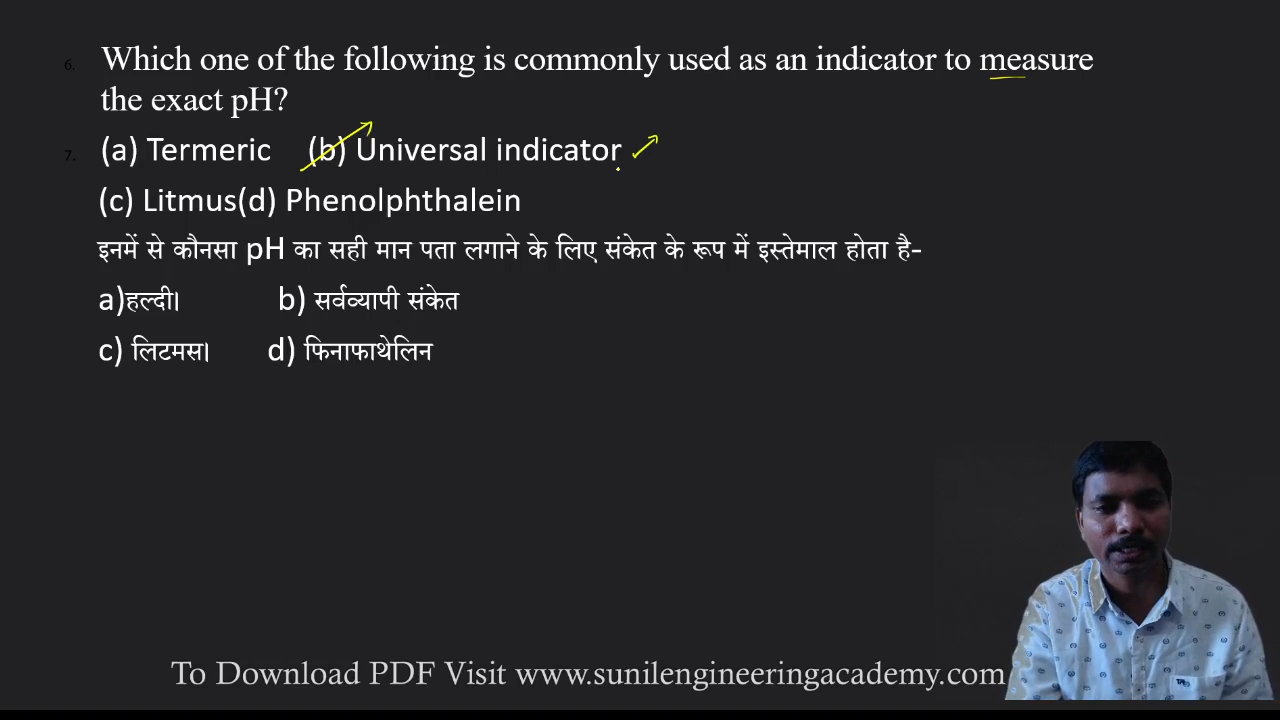 6. Which one of the following is commonly used as an indicator to measure
the exact pH?
7. (a) Termeric (b) Universal indicator
(c) Litmus(d) Phenolphthalein
इनमें से कौनसा pH का सही मान पता लगाने के लिए संकेत के रूप में इस्तेमाल होता है-
a)हल्दी। b) सर्वव्यापी संकेत
c) लिटमस। d) फिनाफाथेलिन
To Download PDF Visit www.sunilengineeringacademy.com